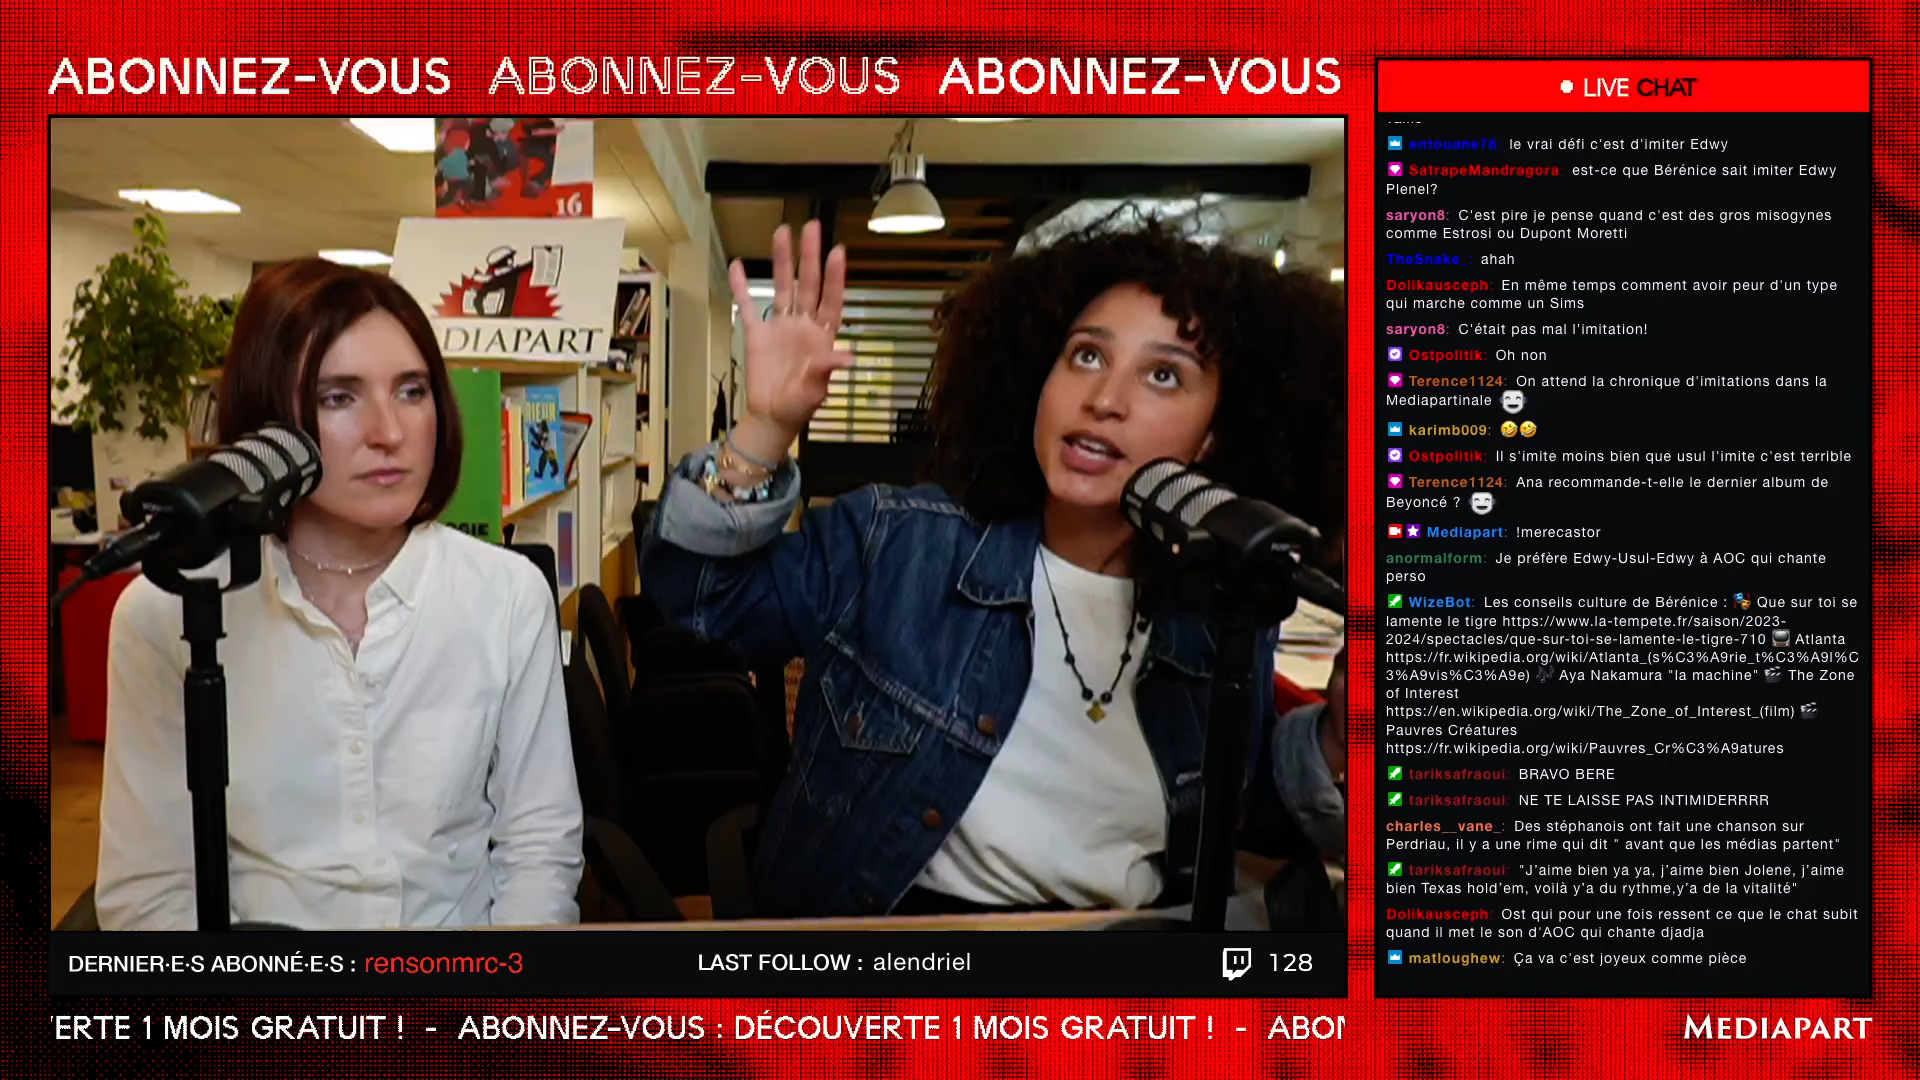 ABONNEZ-VOUS ABONNEZ-VOUS ABONNEZ-VOUS
16
DIAPART
RIEUR
GIE
DERNIER·E·S ABONNÉ·E·S : rensonmrc-3
LAST FOLLOW : alendriel
128
ERTE 1 MOIS GRATUIT ! - ABONNEZ-VOUS : DÉCOUVERTE 1 MOIS GRATUIT ! - ABON
LIVE CHAT
entouane78: le vrai défi c'est d'imiter Edwy
SatrapeMandragora: est-ce que Bérénice sait imiter Edwy
Plenel?
saryon8: C'est pire je pense quand c'est des gros misogynes
comme Estrosi ou Dupont Moretti
TheSnake_: ahah
Dolikausceph: En même temps comment avoir peur d'un type
qui marche comme un Sims
saryon8: C'était pas mal l'imitation!
Ostpolitik: Oh non
Terence1124: On attend la chronique d'imitations dans la
Mediapartinale
karimb009: 🤣🤣
Ostpolitik: Il s'imite moins bien que usul l'imite c'est terrible
Terence1124: Ana recommande-t-elle le dernier album de
Beyoncé ?
Mediapart: !merecastor
anormalform: Je préfère Edwy-Usul-Edwy à AOC qui chante
perso
WizeBot: Les conseils culture de Bérénice : 🎭 Que sur toi se
lamente le tigre https://www.la-tempete.fr/saison/2023-
2024/spectacles/que-sur-toi-se-lamente-le-tigre-710 📺 Atlanta
https://fr.wikipedia.org/wiki/Atlanta_(s%C3%A9rie_t%C3%A9l%C
3%A9vis%C3%A9e) 🎶 Aya Nakamura "la machine" 🎬 The Zone
of Interest
https://en.wikipedia.org/wiki/The_Zone_of_Interest_(film) 🎬
Pauvres Créatures
https://fr.wikipedia.org/wiki/Pauvres_Cr%C3%A9atures
tariksafraoui: BRAVO BERE
tariksafraoui: NE TE LAISSE PAS INTIMIDERRRR
charles__vane_: Des stéphanois ont fait une chanson sur
Perdriau, il y a une rime qui dit " avant que les médias partent"
tariksafraoui: "J'aime bien ya ya, j'aime bien Jolene, j'aime
bien Texas hold'em, voilà y'a du rythme,y'a de la vitalité"
Dolikausceph: Ost qui pour une fois ressent ce que le chat subit
quand il met le son d'AOC qui chante djadja
matloughew: Ça va c'est joyeux comme pièce
MEDIAPART